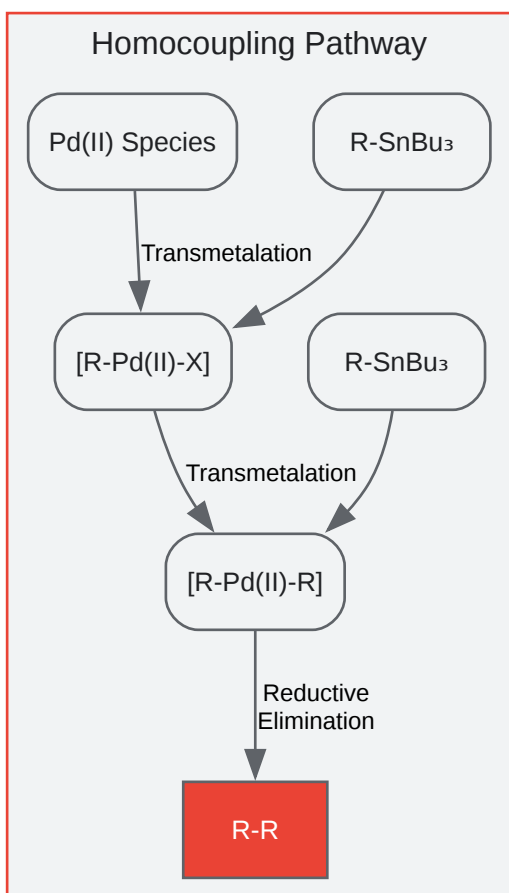 Homocoupling Pathway
Pd(II) Species
R-SnBu₃
Transmetalation
[R-Pd(II)-X]
R-SnBu₃
Transmetalation
[R-Pd(II)-R]
Reductive
Elimination
R-R